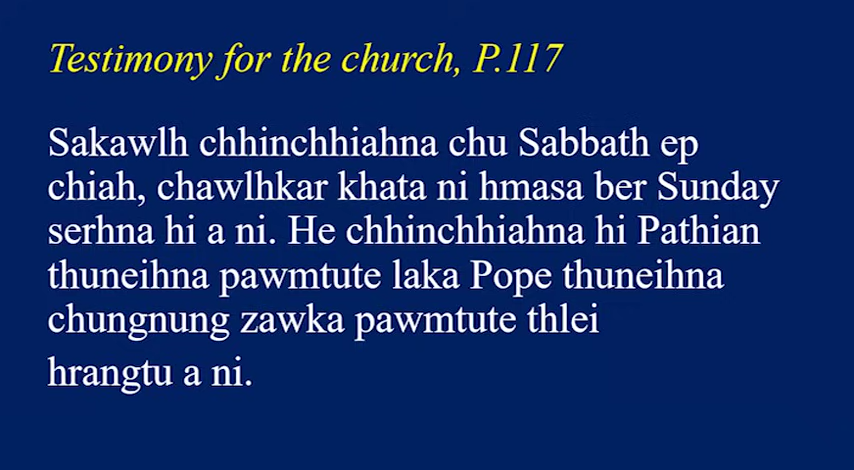 Testimony for the church, P.117
Sakawlh chhinchhiahna chu Sabbath ep
chiah, chawlhkar khata ni hmasa ber Sunday
serhna hi a ni. He chhinchhiahna hi Pathian
thuneihna pawmtute laka Pope thuneihna
chungnung zawka pawmtute thlei
hrangtu a ni.